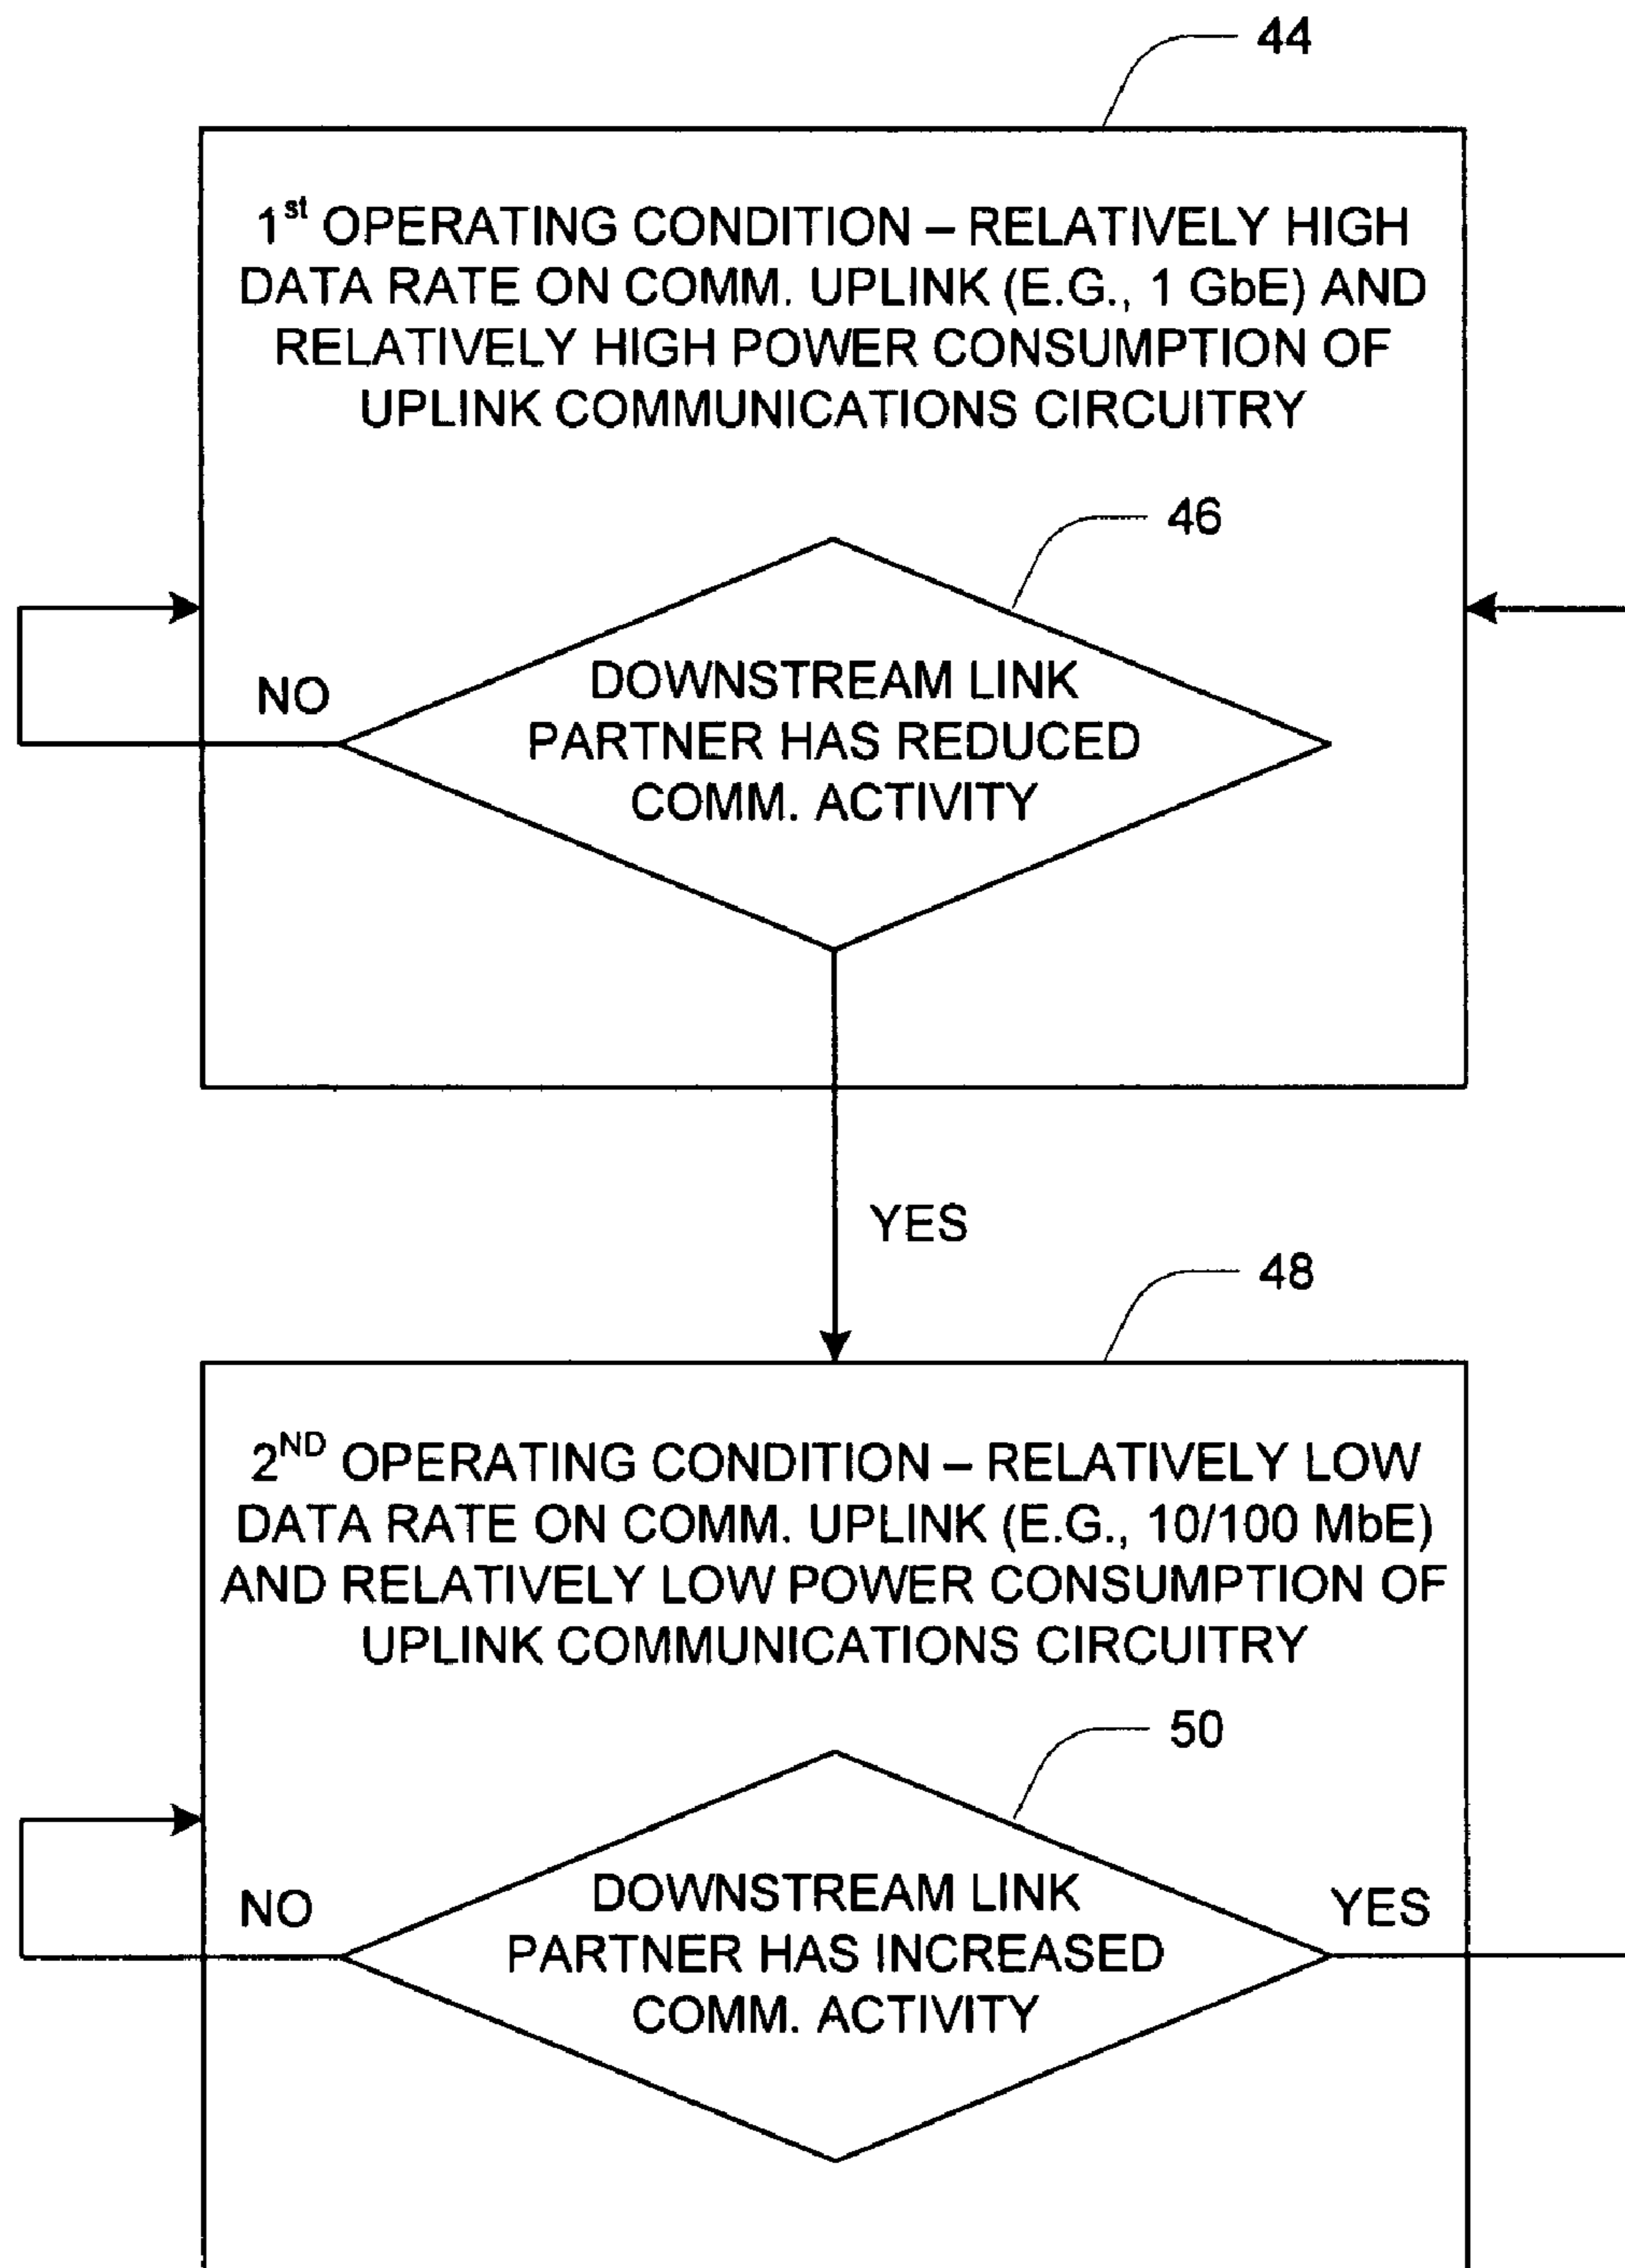 44
1st OPERATING CONDITION – RELATIVELY HIGH
DATA RATE ON COMM. UPLINK (E.G., 1 GbE) AND
RELATIVELY HIGH POWER CONSUMPTION OF
UPLINK COMMUNICATIONS CIRCUITRY
46
DOWNSTREAM LINK
PARTNER HAS REDUCED
COMM. ACTIVITY
NO
YES
48
2ND OPERATING CONDITION – RELATIVELY LOW
DATA RATE ON COMM. UPLINK (E.G., 10/100 MbE)
AND RELATIVELY LOW POWER CONSUMPTION OF
UPLINK COMMUNICATIONS CIRCUITRY
50
DOWNSTREAM LINK
PARTNER HAS INCREASED
COMM. ACTIVITY
NO
YES